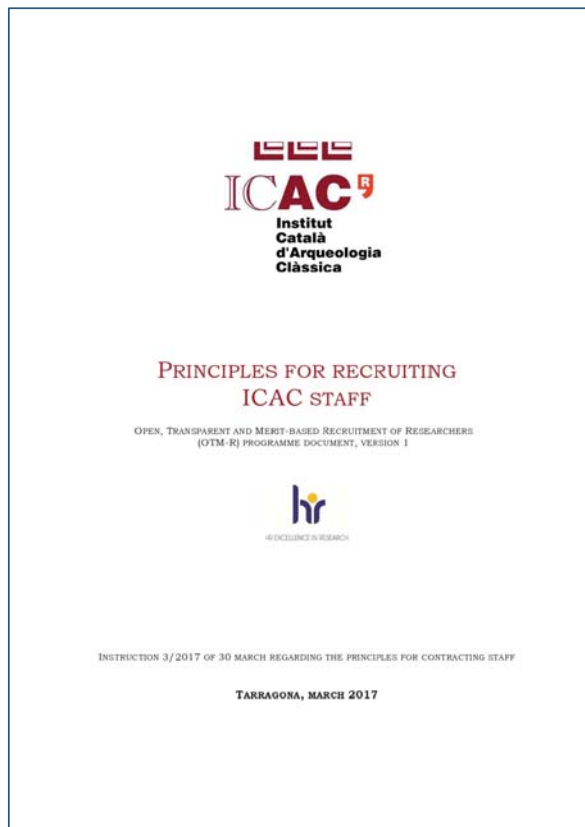 ICAC R
Institut
Català
d'Arqueologia
Clàssica
PRINCIPLES FOR RECRUITING
ICAC STAFF
OPEN, TRANSPARENT AND MERIT-BASED RECRUITMENT OF RESEARCHERS
(OTM-R) PROGRAMME DOCUMENT, VERSION 1
hr
HR EXCELLENCE IN RESEARCH
INSTRUCTION 3/2017 OF 30 MARCH REGARDING THE PRINCIPLES FOR CONTRACTING STAFF
TARRAGONA, MARCH 2017